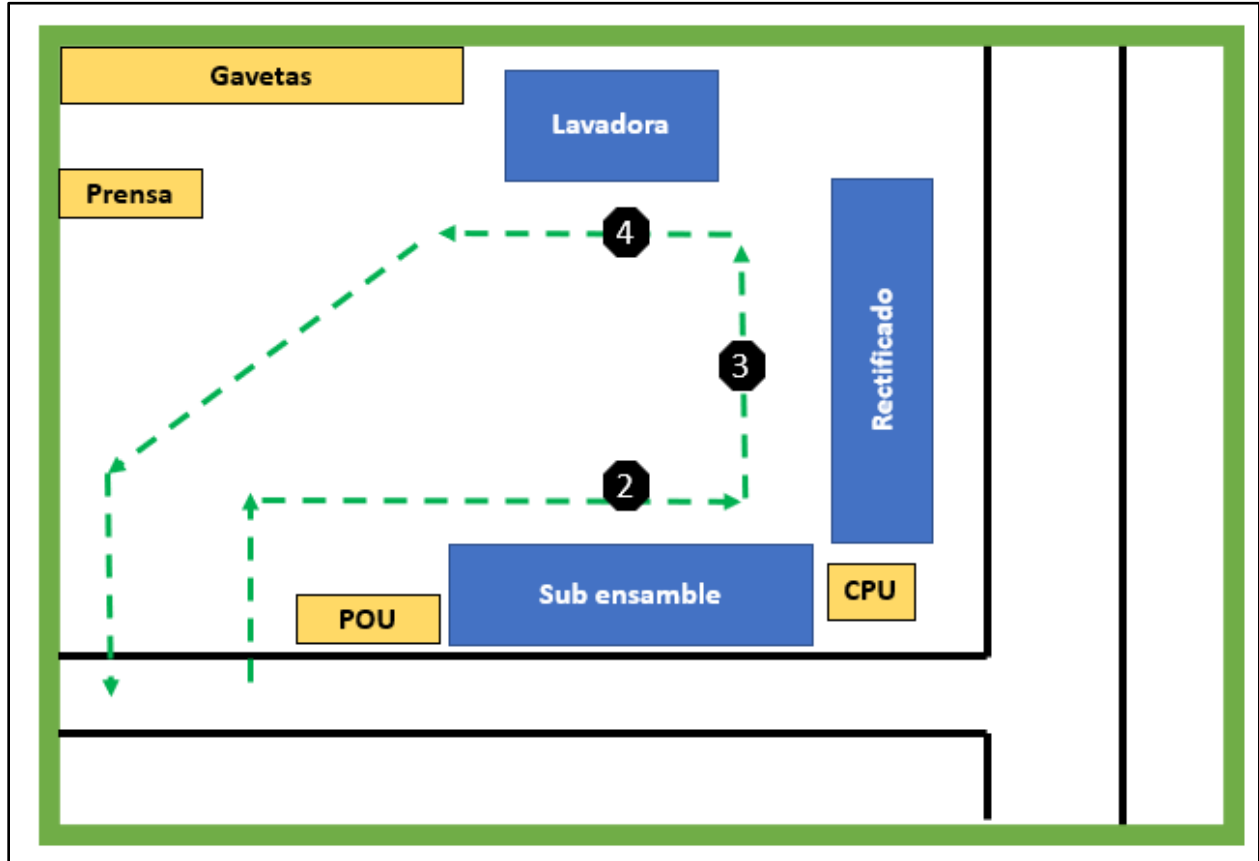 Gavetas
Lavadora
Prensa
4
Rectificado
3
2
Sub ensamble
CPU
POU